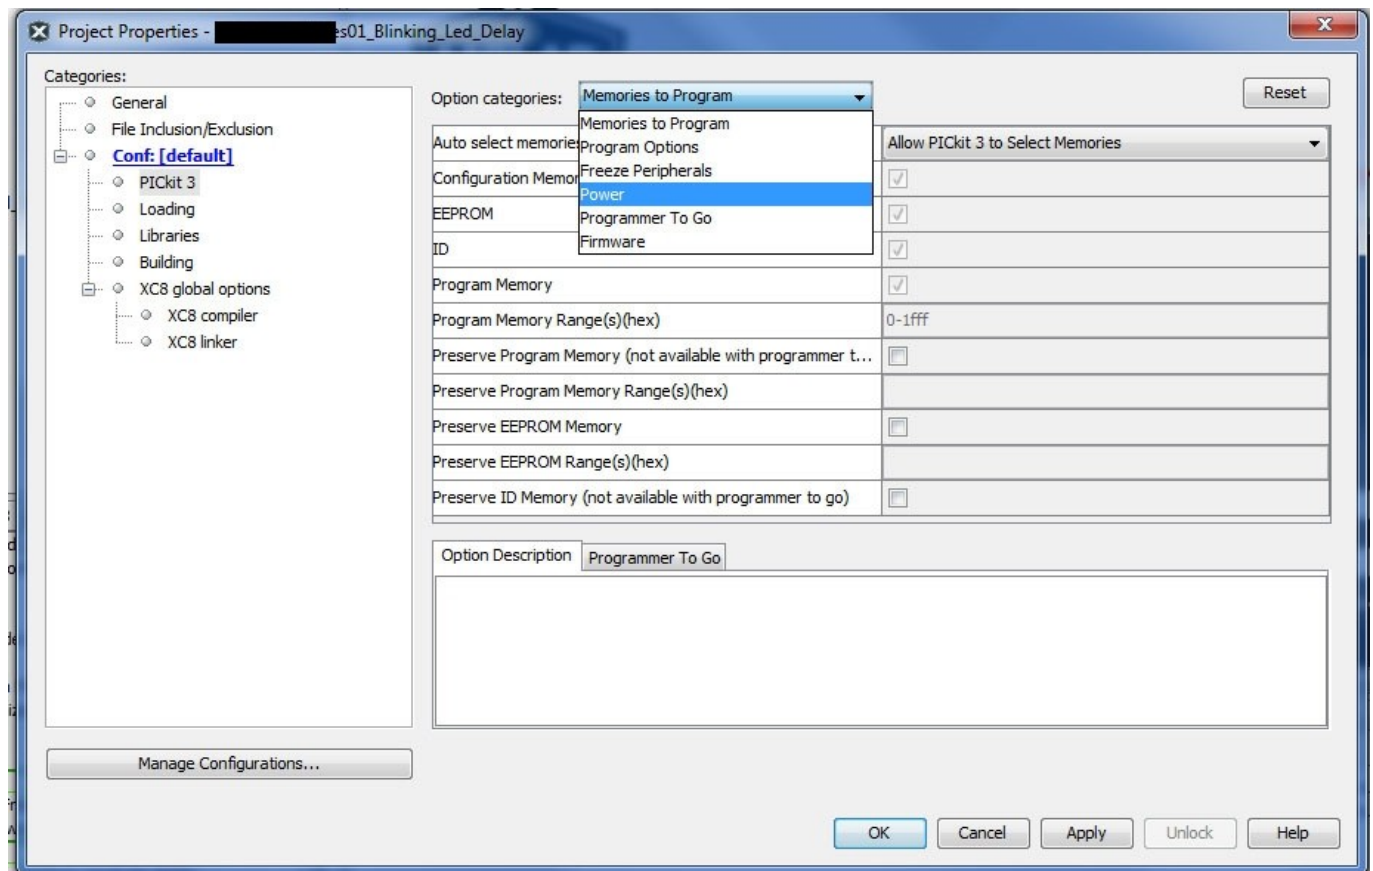 Project Properties - es01_Blinking_Led_Delay
Categories:
General
File Inclusion/Exclusion
Conf: [default]
PICkit 3
Loading
Libraries
Building
XC8 global options
XC8 compiler
XC8 linker
Manage Configurations...
Option categories: Memories to Program
Reset
Memories to Program
Program Options
Freeze Peripherals
Power
Programmer To Go
Firmware
Auto select memories Allow PICkit 3 to Select Memories
Configuration Memor
EEPROM
ID
Program Memory
Program Memory Range(s)(hex) 0-1fff
Preserve Program Memory (not available with programmer t...
Preserve Program Memory Range(s)(hex)
Preserve EEPROM Memory
Preserve EEPROM Range(s)(hex)
Preserve ID Memory (not available with programmer to go)
Option Description Programmer To Go
OK Cancel Apply Unlock Help